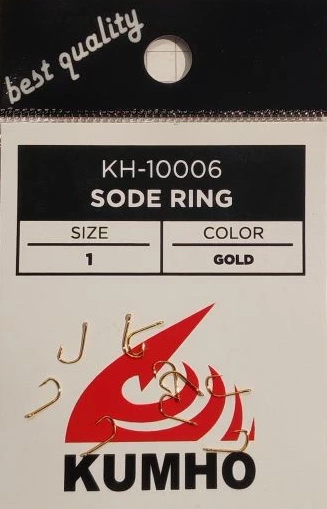 best quality
KH-10006
SODE RING
SIZE
COLOR
1
GOLD
KUMHO